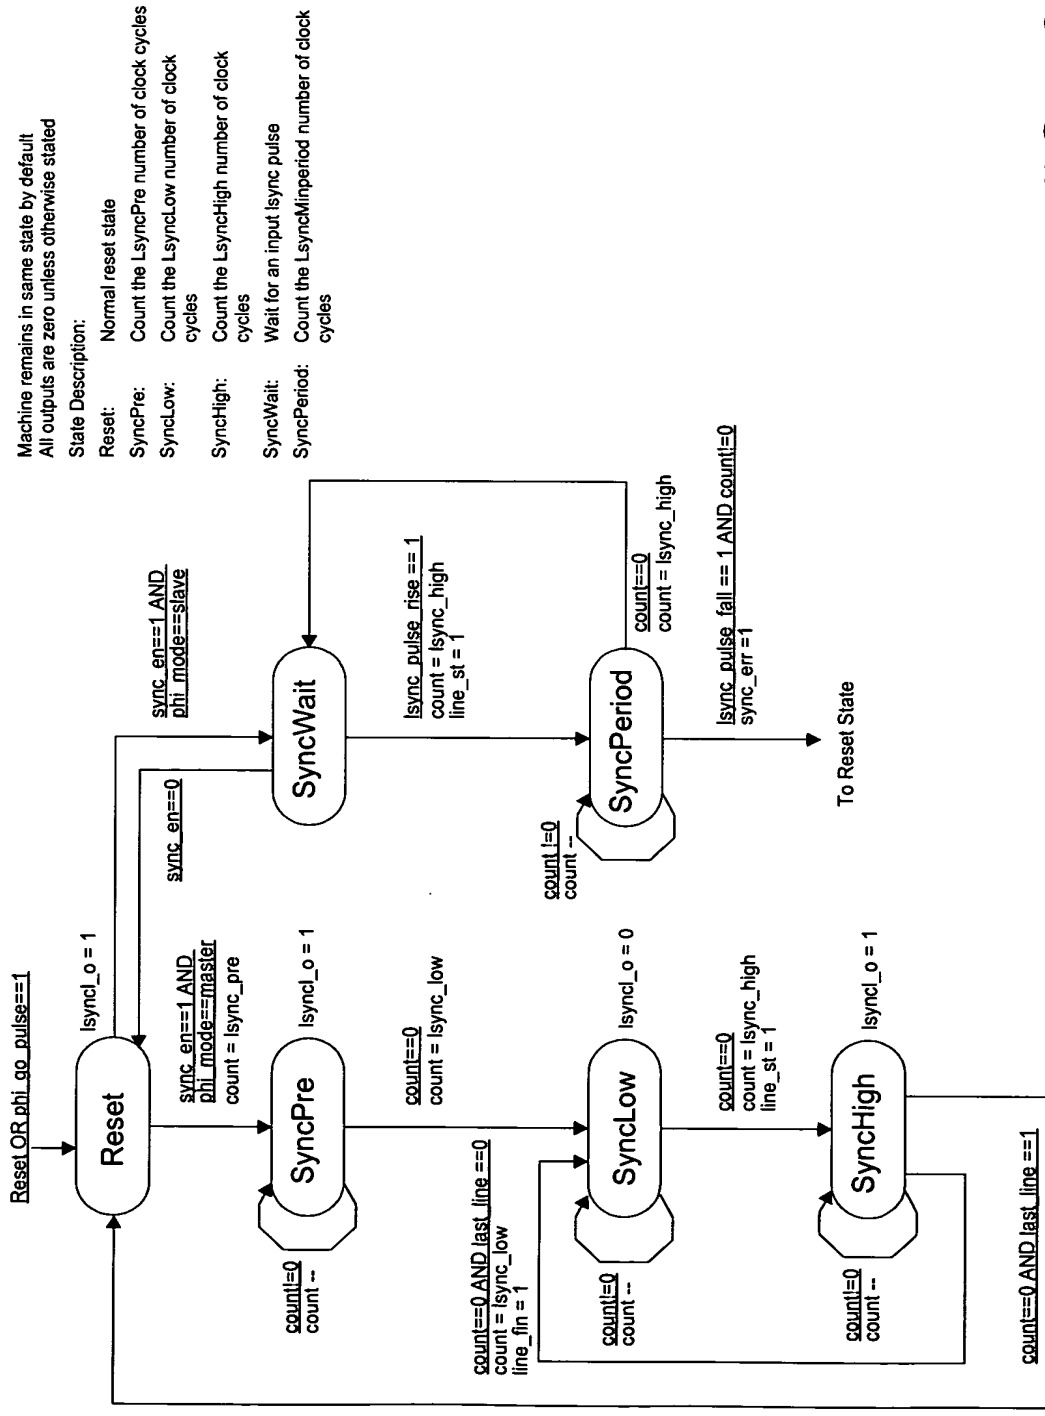 Machine remains in same state by default
All outputs are zero unless otherwise stated
State Description:
Reset: Normal reset state
SyncPre: Count the LsyncPre number of clock cycles
SyncLow: Count the LsyncLow number of clock
cycles
SyncHigh: Count the LsyncHigh number of clock
cycles
SyncWait: Wait for an input lsync pulse
SyncPeriod: Count the LsyncMinperiod number of clock
cycles
Reset OR phi_go_pulse==1
Reset
lsyncl_o = 1
sync_en==1 AND
phi_mode==slave
sync_en==0
SyncWait
sync_en==1 AND
phi_mode==master
count = lsync_pre
SyncPre
lsyncl_o = 1
count!=0
count --
lsync_pulse_rise == 1
count = lsync_high
line_st = 1
count==0
count = lsync_low
count !=0
count --
SyncPeriod
count==0
count = lsync_high
lsync_pulse_fall == 1 AND count!=0
sync_err =1
To Reset State
count==0 AND last_line ==0
count = lsync_low
line_fin = 1
SyncLow
lsyncl_o = 0
count!=0
count --
count==0
count = lsync_high
line_st = 1
SyncHigh
lsyncl_o = 1
count!=0
count --
count==0 AND last_line ==1